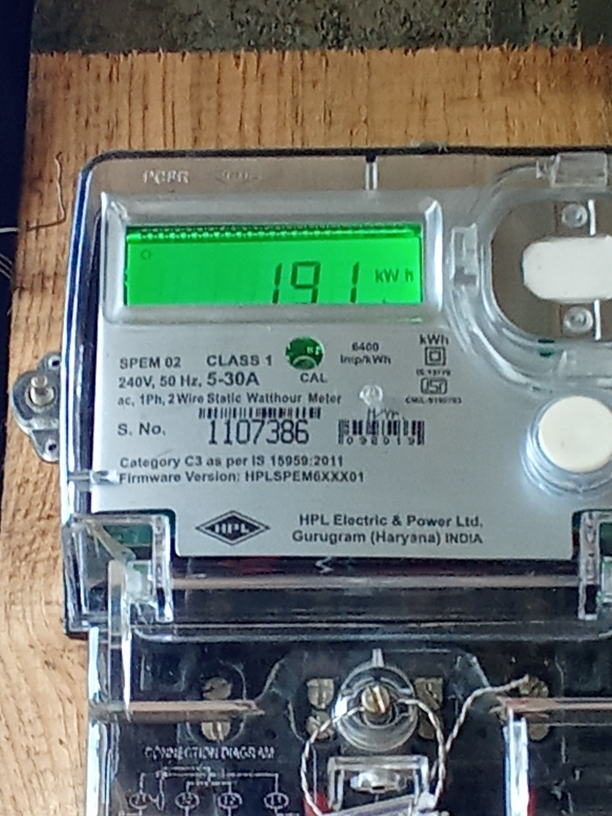 191 kWh
6400
Imp/kWh
kWh
SPEM 02 CLASS 1
CAL
240V, 50 Hz, 5-30A
ac, 1Ph, 2 Wire Static Watthour Meter
S. No. 1107386
Category C3 as per IS 15959:2011
Firmware Version: HPLSPEM6XXX01
HPL
HPL Electric & Power Ltd.
Gurugram (Haryana) INDIA
CONNECTION DIAGRAM